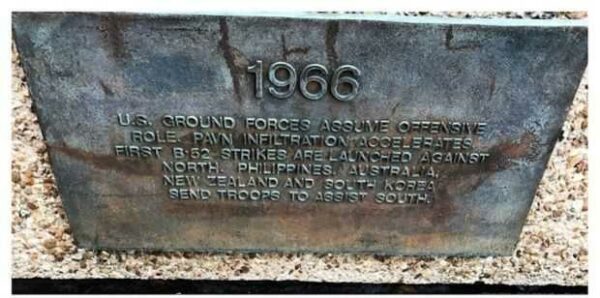 1966
U.S. GROUND FORCES ASSUME OFFENSIVE
ROLE. PAVN INFILTRATION ACCELERATES.
FIRST B-52 STRIKES ARE LAUNCHED AGAINST
NORTH. PHILIPPINES, AUSTRALIA,
NEW ZEALAND AND SOUTH KOREA
SEND TROOPS TO ASSIST SOUTH.